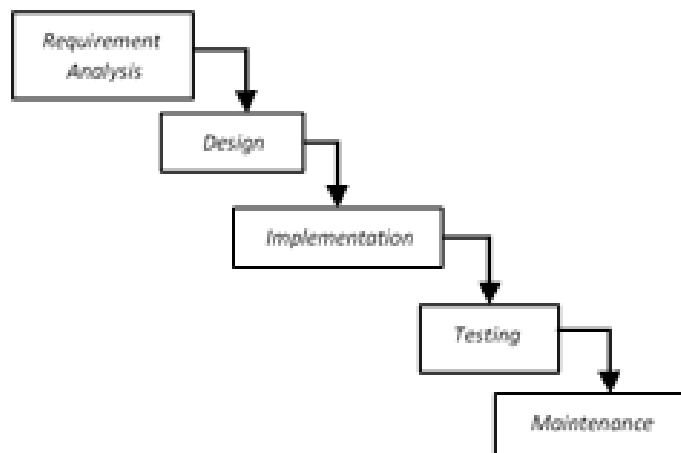 Requirement
Analysis
Design
Implementation
Testing
Maintenance